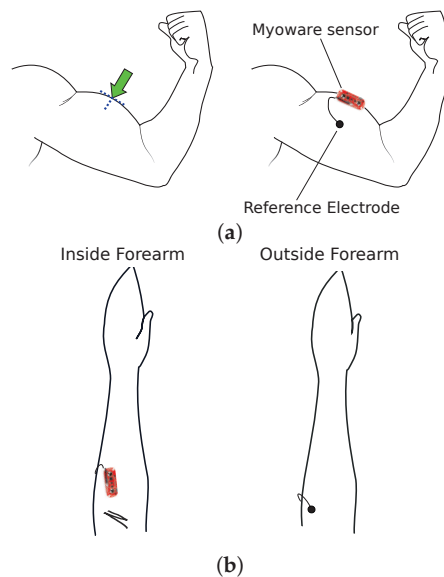 Myoware sensor
Reference Electrode
(a)
Inside Forearm
Outside Forearm
(b)